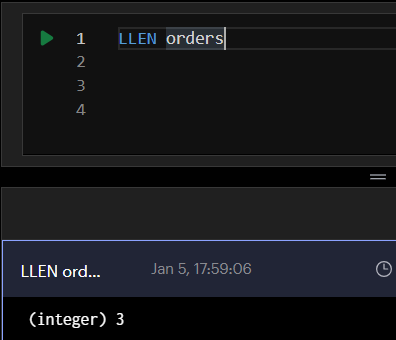 1 LLEN orders
2
3
4
LLEN ord... Jan 5, 17:59:06
(integer) 3